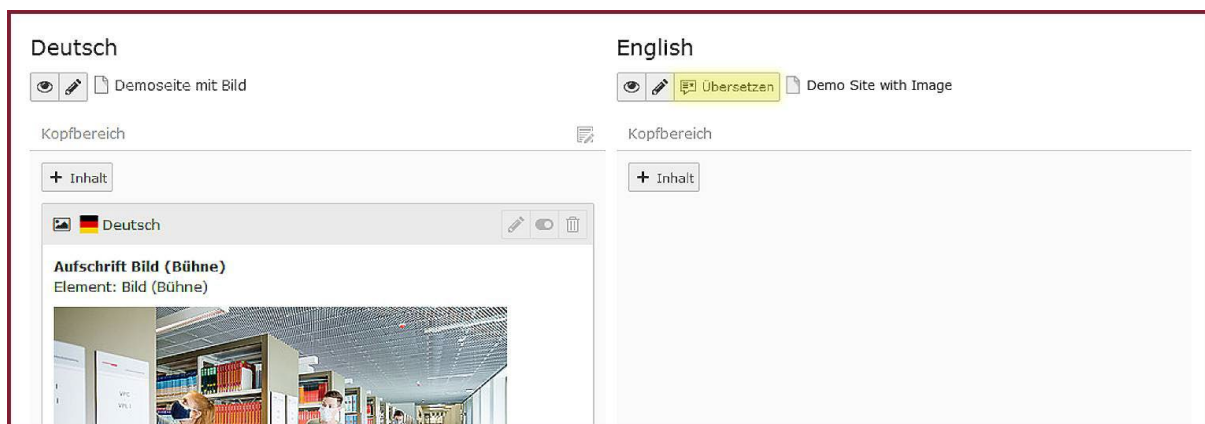 Deutsch
Demoseite mit Bild
Kopfbereich
+ Inhalt
Deutsch
Aufschrift Bild (Bühne)
Element: Bild (Bühne)
VPC
English
Übersetzen
Demo Site with Image
Kopfbereich
+ Inhalt